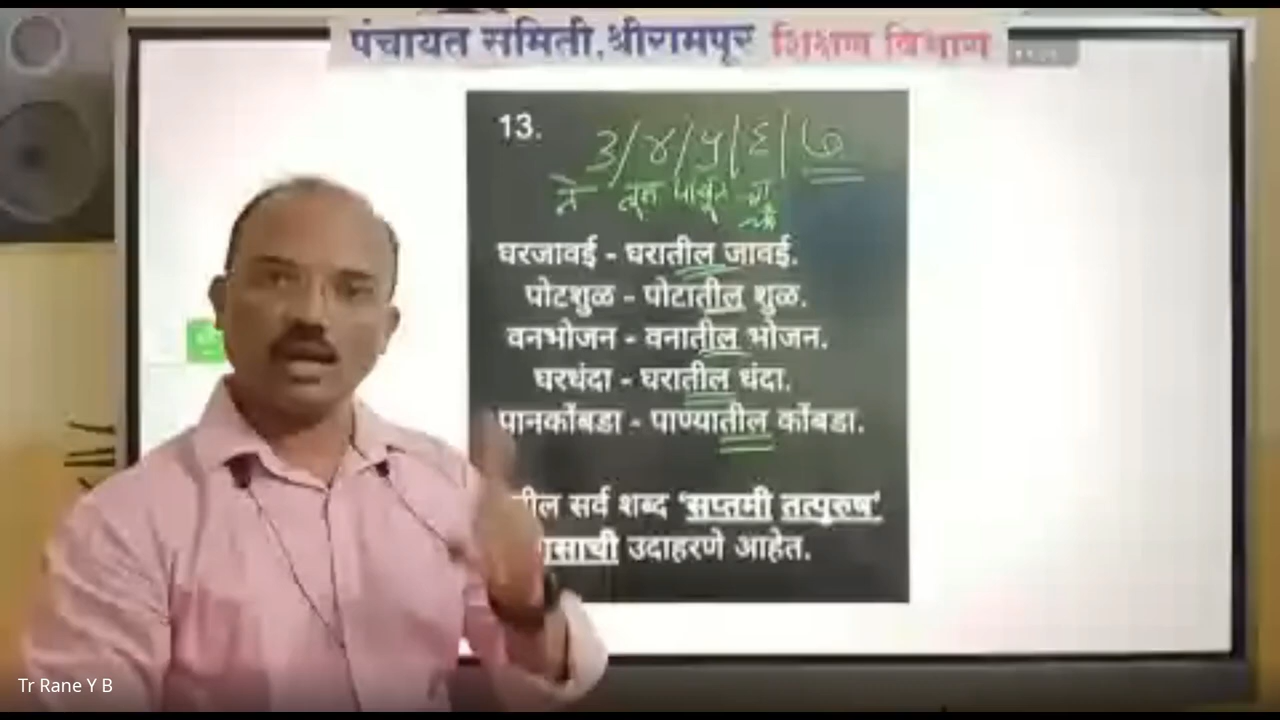 पंचायत समिती,श्रीरामपूर शिक्षण विभाग
13.
३/४/५/६/७
ने तून पासून
घरजावई - घरातील जावई.
पोटशुळ - पोटातील शुळ.
वनभोजन - वनातील भोजन.
घरधंदा - घरातील धंदा.
पानकोंबडा - पाण्यातील कोंबडा.
सर्व शब्द ‘सप्तमी तत्पुरुष’
उदाहरणे आहेत.
Tr Rane Y B